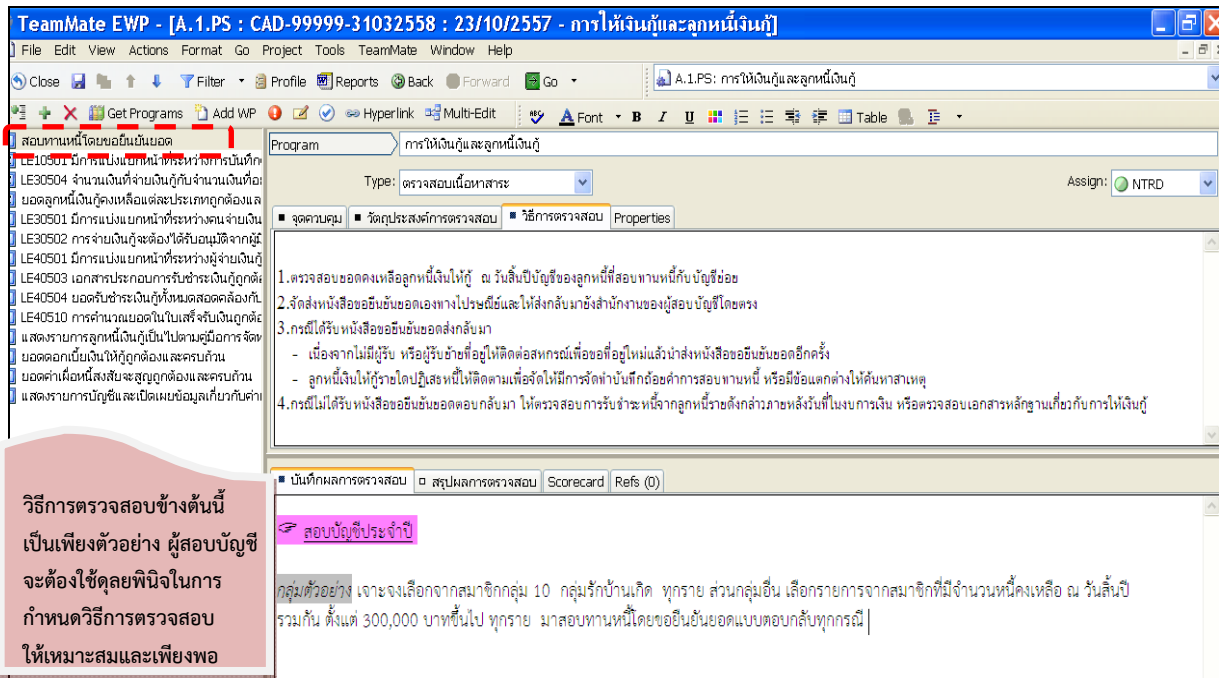 TeamMate EWP - [A.1.PS : CAD-99999-31032558 : 23/10/2557 - การให้เงินกู้และลูกหนี้เงินกู้]
File Edit View Actions Format Go Project Tools TeamMate Window Help
Close Filter Profile Reports Back Forward Go A.1.PS: การให้เงินกู้และลูกหนี้เงินกู้
Get Programs Add WP Hyperlink Multi-Edit Font B I U Table
สอบทานหนี้โดยขอยืนยันยอด
LE10501 มีการแบ่งแยกหน้าที่ระหว่างการบันทึก
LE30504 จำนวนเงินที่จ่ายเงินกู้กับจำนวนเงินที่อ
ยอดลูกหนี้เงินกู้คงเหลือแต่ละประเภทถูกต้องแล
LE30501 มีการแบ่งแยกหน้าที่ระหว่างคนจ่ายเงิน
LE30502 การจ่ายเงินกู้จะต้องได้รับอนุมัติจากผู้มี
LE40501 มีการแบ่งแยกหน้าที่ระหว่างผู้จ่ายเงินกู้
LE40503 เอกสารประกอบการรับชำระเงินกู้ถูกต้อ
LE40504 ยอดรับชำระเงินกู้ทั้งหมดสอดคล้องกับ
LE40510 การคำนวณยอดในใบเสร็จรับเงินถูกต้อ
แสดงรายการลูกหนี้เงินกู้เป็นไปตามคู่มือการจัดท
ยอดดอกเบี้ยเงินให้กู้ถูกต้องและครบถ้วน
ยอดค่าเผื่อหนี้สงสัยจะสูญถูกต้องและครบถ้วน
แสดงรายการบัญชีและเปิดเผยข้อมูลเกี่ยวกับค่าเ
Program การให้เงินกู้และลูกหนี้เงินกู้
Type: ตรวจสอบเนื้อหาสาระ Assign: NTRD
จุดควบคุม วัตถุประสงค์การตรวจสอบ วิธีการตรวจสอบ Properties
1.ตรวจสอบยอดคงเหลือลูกหนี้เงินให้กู้ ณ วันสิ้นปีบัญชีของลูกหนี้ที่สอบทานหนี้กับบัญชีย่อย
2.จัดส่งหนังสือขอยืนยันยอดเองทางไปรษณีย์และให้ส่งกลับมายังสำนักงานของผู้สอบบัญชีโดยตรง
3.กรณีได้รับหนังสือขอยืนยันยอดส่งกลับมา
- เนื่องจากไม่มีผู้รับ หรือผู้รับย้ายที่อยู่ให้ติดต่อสหกรณ์เพื่อขอที่อยู่ใหม่แล้วนำส่งหนังสือขอยืนยันยอดอีกครั้ง
- ลูกหนี้เงินให้กู้รายใดปฏิเสธหนี้ให้ติดตามเพื่อจัดให้มีการจัดทำบันทึกถ้อยคำการสอบทานหนี้ หรือมีข้อแตกต่างให้ค้นหาสาเหตุ
4.กรณีไม่ได้รับหนังสือขอยืนยันยอดตอบกลับมา ให้ตรวจสอบการรับชำระหนี้จากลูกหนี้รายดังกล่าวภายหลังวันที่ในงบการเงิน หรือตรวจสอบเอกสารหลักฐานเกี่ยวกับการให้เงินกู้
บันทึกผลการตรวจสอบ สรุปผลการตรวจสอบ Scorecard Refs (0)
สอบบัญชีประจำปี
กลุ่มตัวอย่าง เจาะจงเลือกจากสมาชิกกลุ่ม 10 กลุ่มรักบ้านเกิด ทุกราย ส่วนกลุ่มอื่น เลือกรายการจากสมาชิกที่มีจำนวนหนี้คงเหลือ ณ วันสิ้นปี
รวมกัน ตั้งแต่ 300,000 บาทขึ้นไป ทุกราย มาสอบทานหนี้โดยขอยืนยันยอดแบบตอบกลับทุกกรณี
วิธีการตรวจสอบข้างต้นนี้
เป็นเพียงตัวอย่าง ผู้สอบบัญชี
จะต้องใช้ดุลยพินิจในการ
กำหนดวิธีการตรวจสอบ
ให้เหมาะสมและเพียงพอ